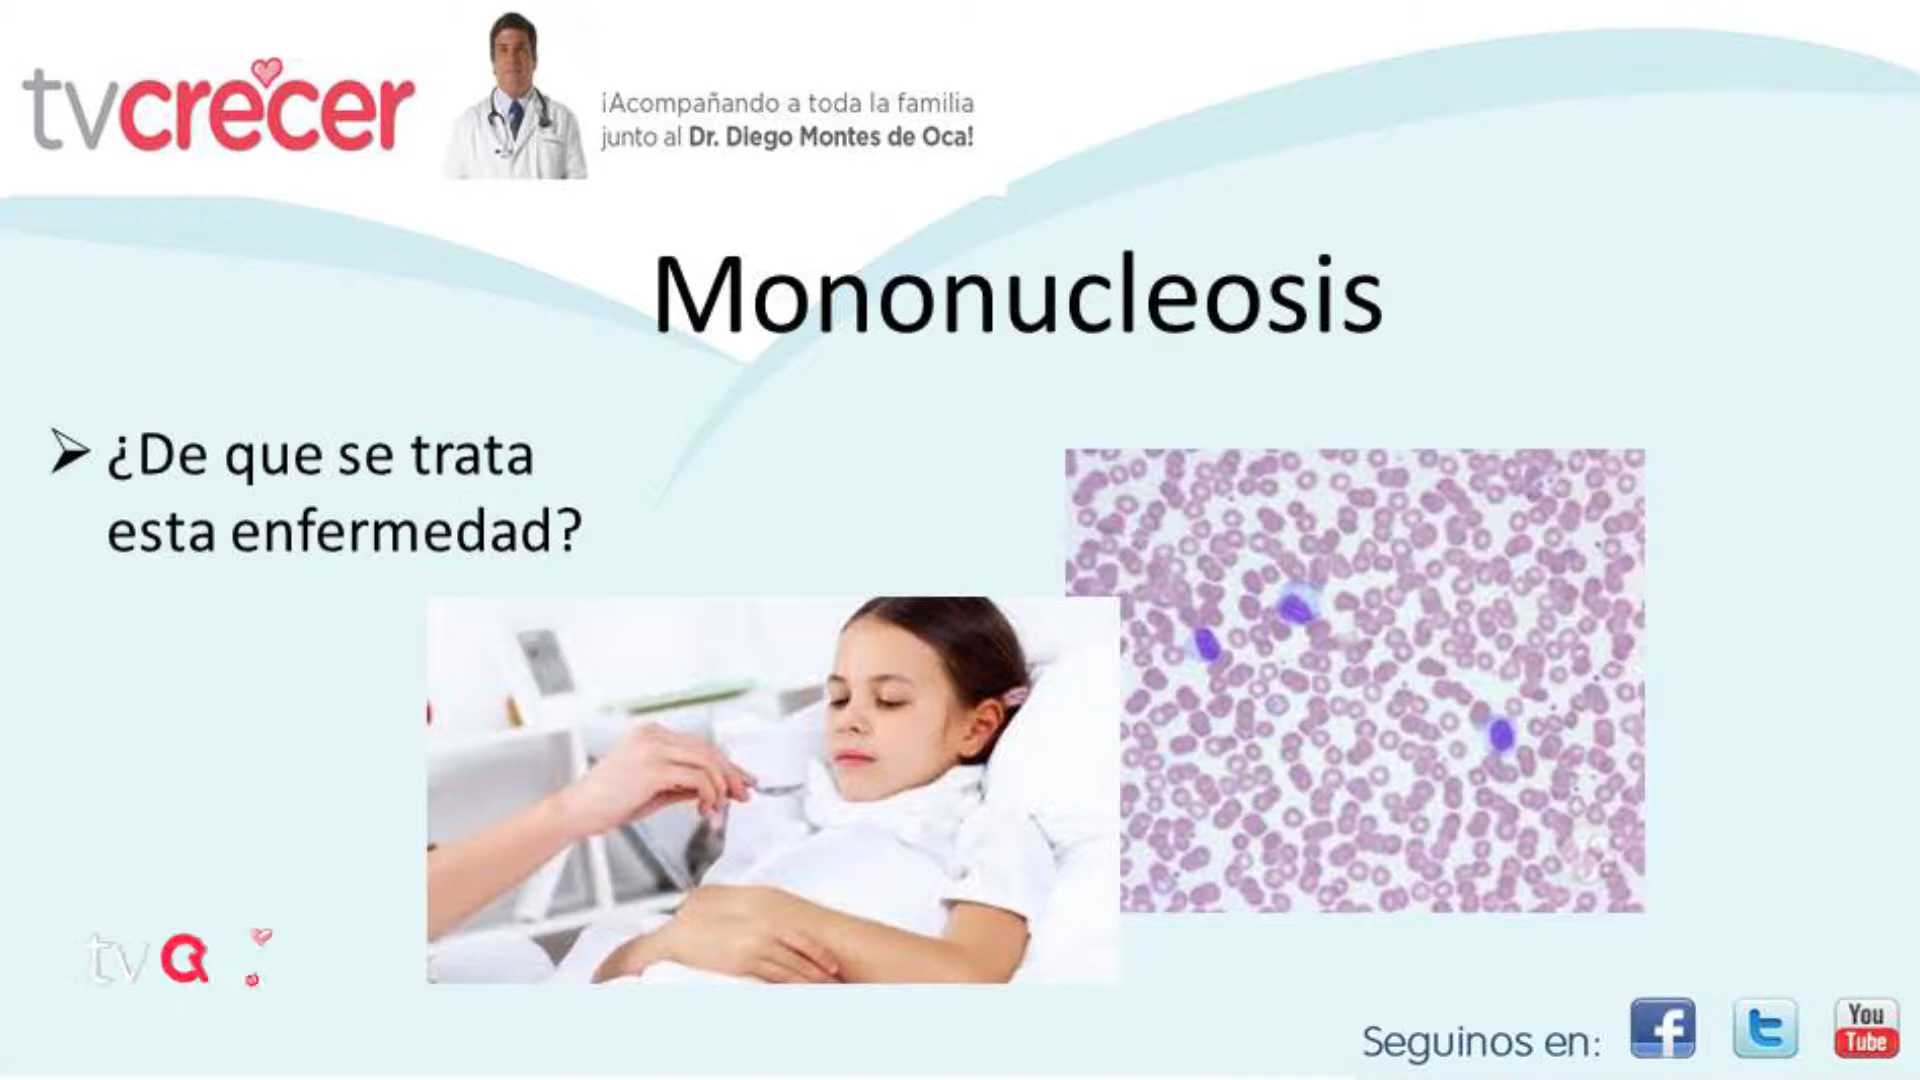 tvcrecer
¡Acompañando a toda la familia
junto al Dr. Diego Montes de Oca!
Mononucleosis
¿De que se trata
esta enfermedad?
tv
Seguinos en:
You
Tube